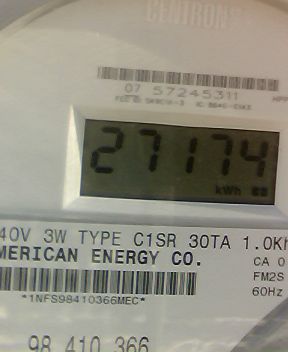 CENTRON
07 57245311
27174
kWh
40V 3W TYPE C1SR 30TA 1.0Kh
MERICAN ENERGY CO.
CA 0
FM2S
60Hz
*1NFS98410366MEC*
98 410 366